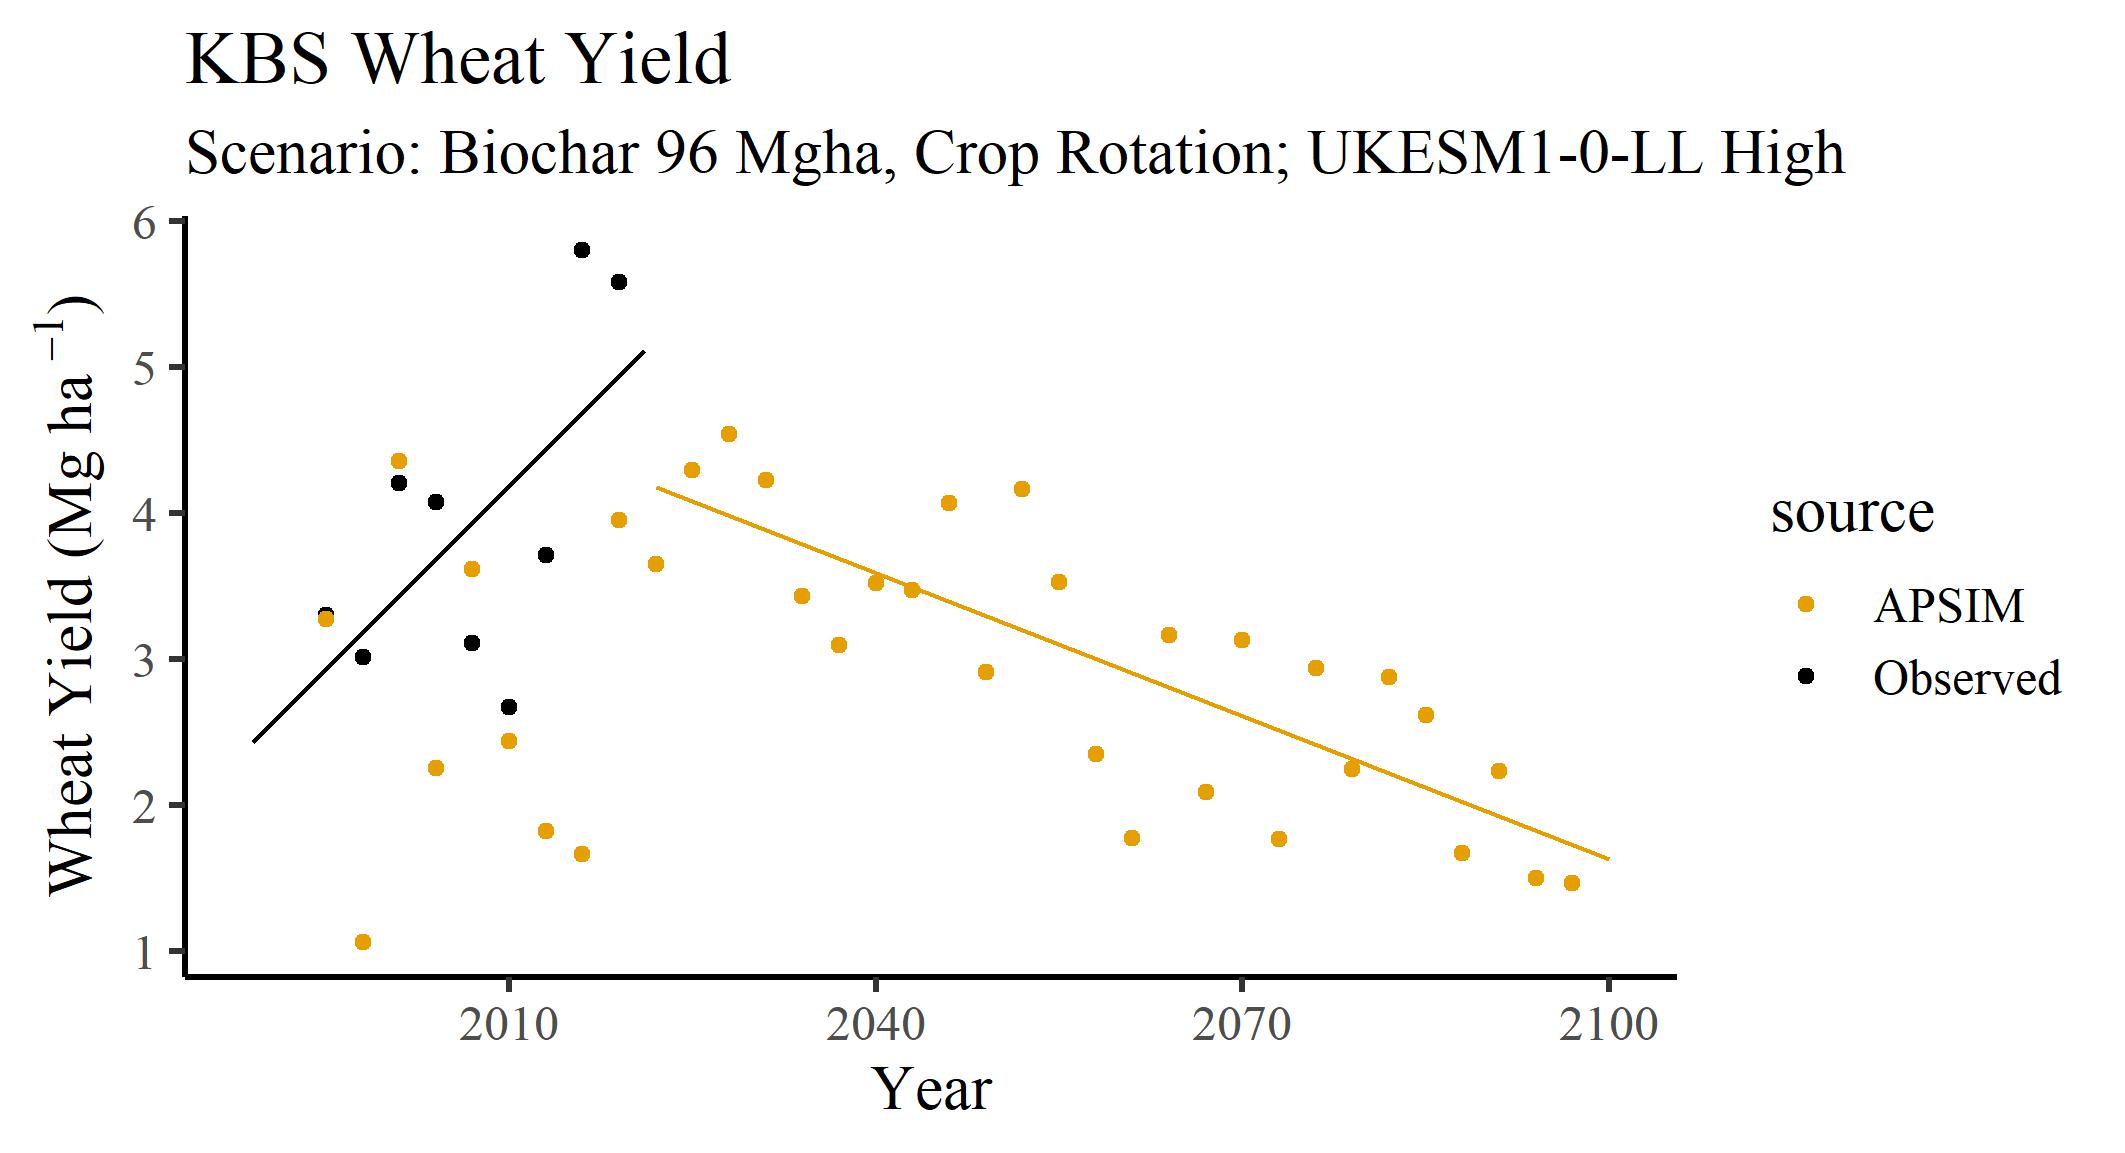 KBS Wheat Yield
Scenario: Biochar 96 Mgha, Crop Rotation; UKESM1-0-LL High
Wheat Yield (Mg ha −1)
6
5
4
3
2
1
2010
2040
2070
2100
Year
source
APSIM
Observed